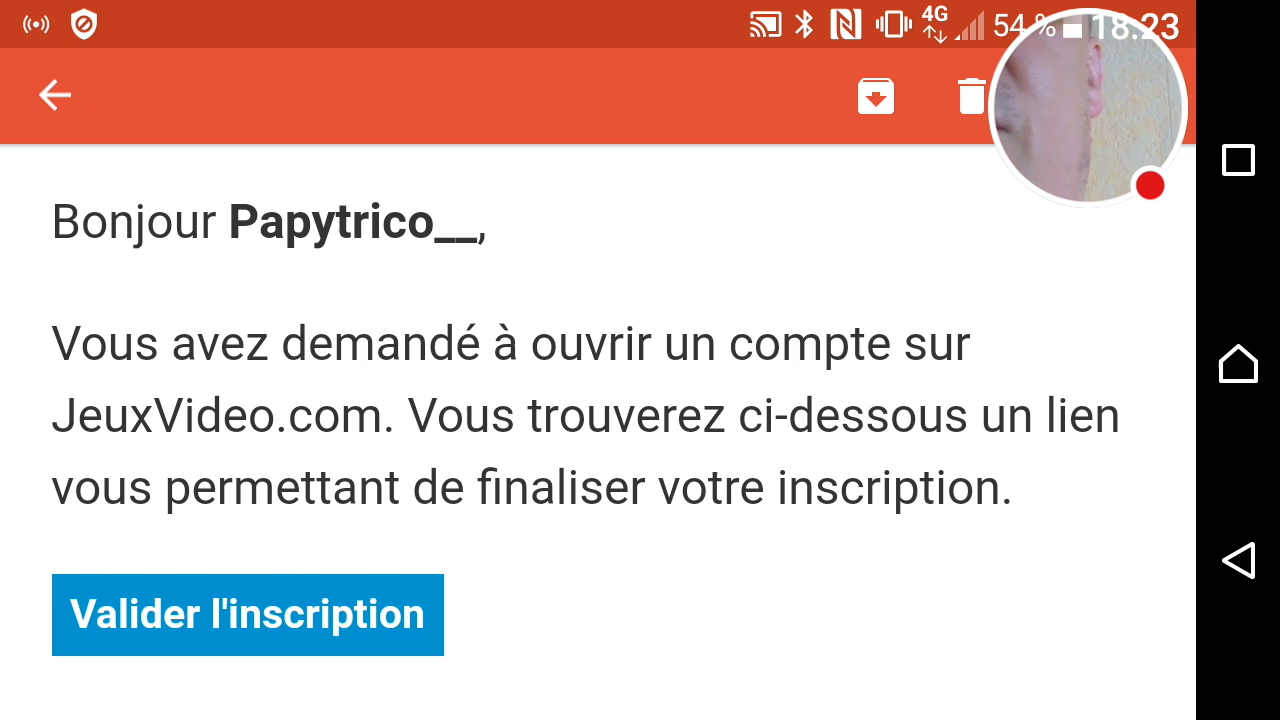 4G
54 % 18:23
Bonjour Papytrico__,
Vous avez demandé à ouvrir un compte sur
JeuxVideo.com. Vous trouverez ci-dessous un lien
vous permettant de finaliser votre inscription.
Valider l'inscription